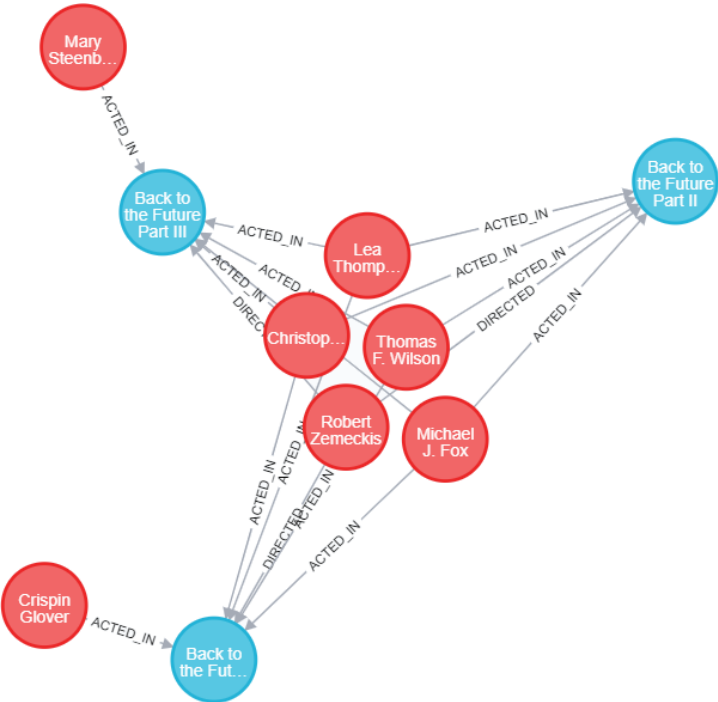 Mary
Steenb…
ACTED_IN
Back to
the Future
Part III
Back to
the Future
Part II
ACTED_IN
ACTED_IN
Lea
Thomp…
ACTED_IN
ACTED_IN
ACTED_IN
ACTED_IN
DIRECTED
ACTED_IN
Christop…
Thomas
F. Wilson
Robert
Zemeckis
Michael
J. Fox
ACTED_IN
ACTED_IN
DIRECTED
ACTED_IN
ACTED_IN
Crispin
Glover
ACTED_IN
Back to
the Fut…